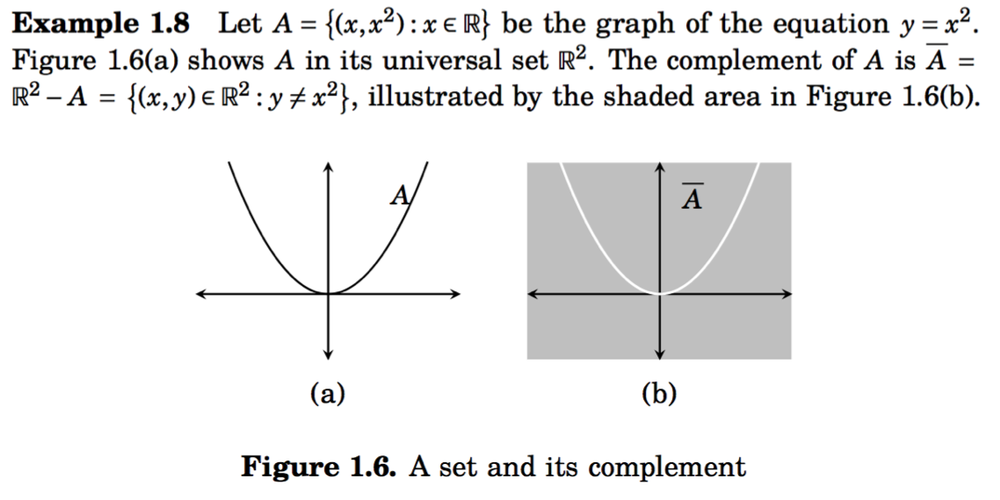 Example 1.8 Let A = {(x,x²) : x ∈ ℝ} be the graph of the equation y = x².
Figure 1.6(a) shows A in its universal set ℝ². The complement of A is A̅ =
ℝ² – A = {(x,y) ∈ ℝ² : y ≠ x²}, illustrated by the shaded area in Figure 1.6(b).
A
A̅
(a)
(b)
Figure 1.6. A set and its complement